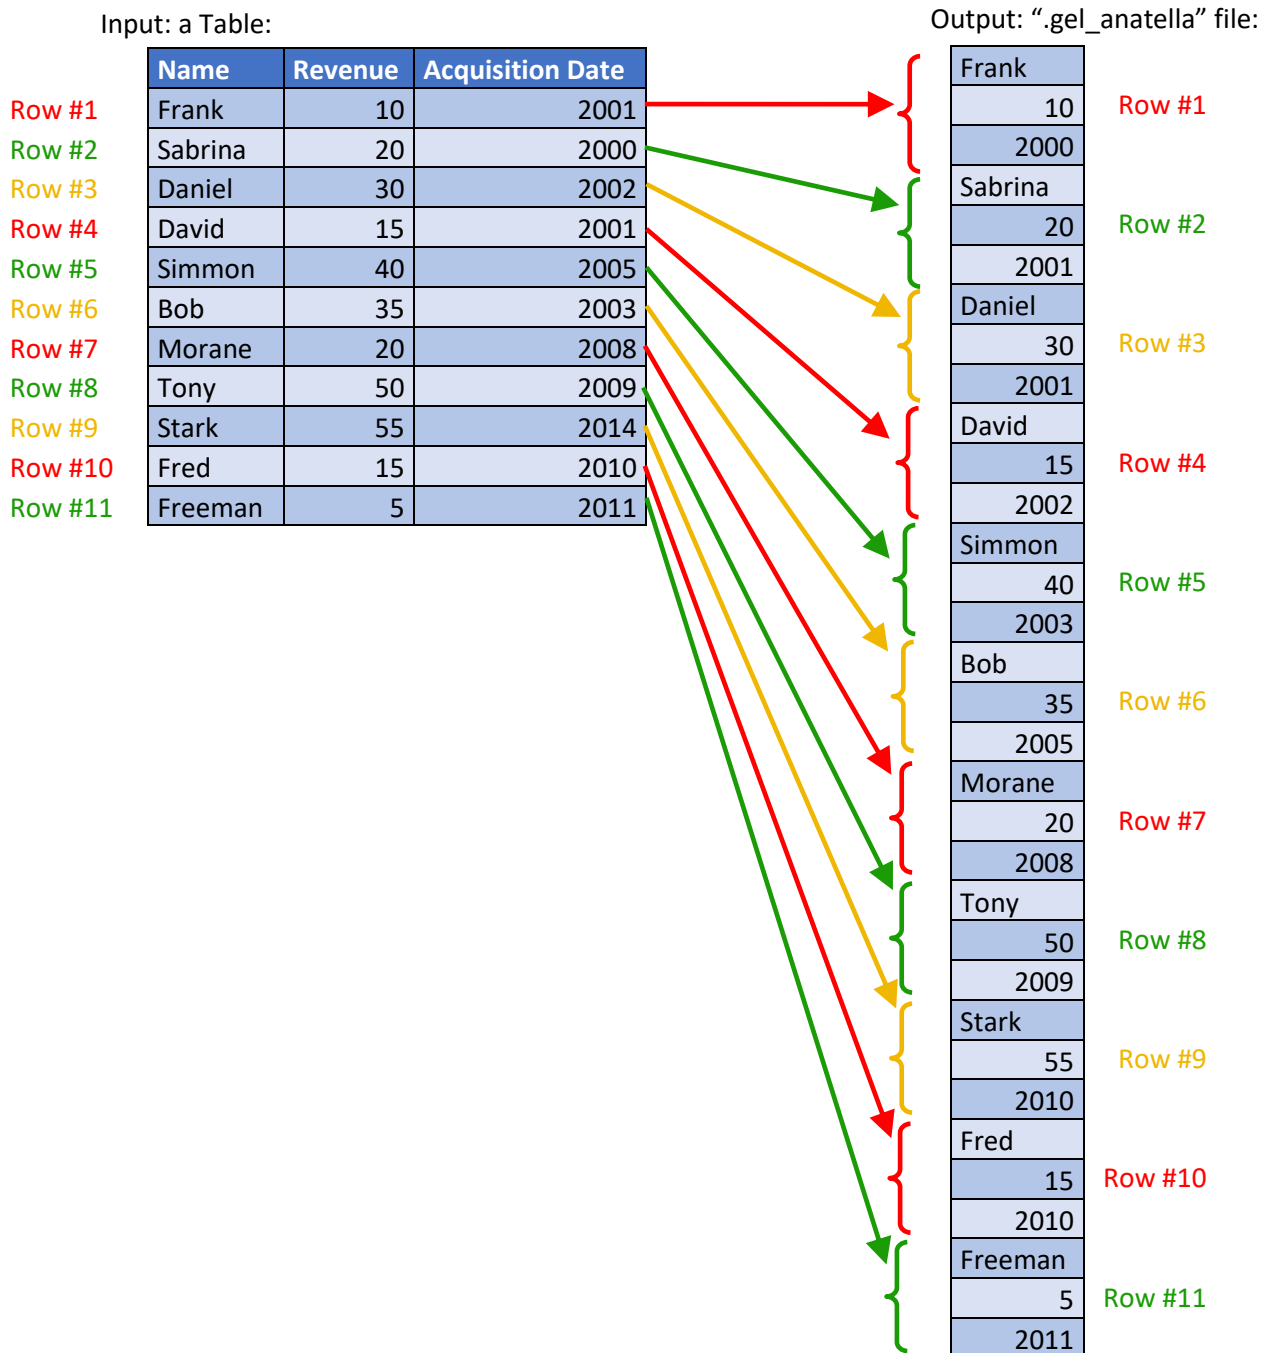 Input: a Table:
Name Revenue Acquisition Date
Row #1 Frank 10 2001
Row #2 Sabrina 20 2000
Row #3 Daniel 30 2002
Row #4 David 15 2001
Row #5 Simmon 40 2005
Row #6 Bob 35 2003
Row #7 Morane 20 2008
Row #8 Tony 50 2009
Row #9 Stark 55 2014
Row #10 Fred 15 2010
Row #11 Freeman 5 2011
Output: “.gel_anatella” file:
Frank
10 Row #1
2000
Sabrina
20 Row #2
2001
Daniel
30 Row #3
2001
David
15 Row #4
2002
Simmon
40 Row #5
2003
Bob
35 Row #6
2005
Morane
20 Row #7
2008
Tony
50 Row #8
2009
Stark
55 Row #9
2010
Fred
15 Row #10
2010
Freeman
5 Row #11
2011